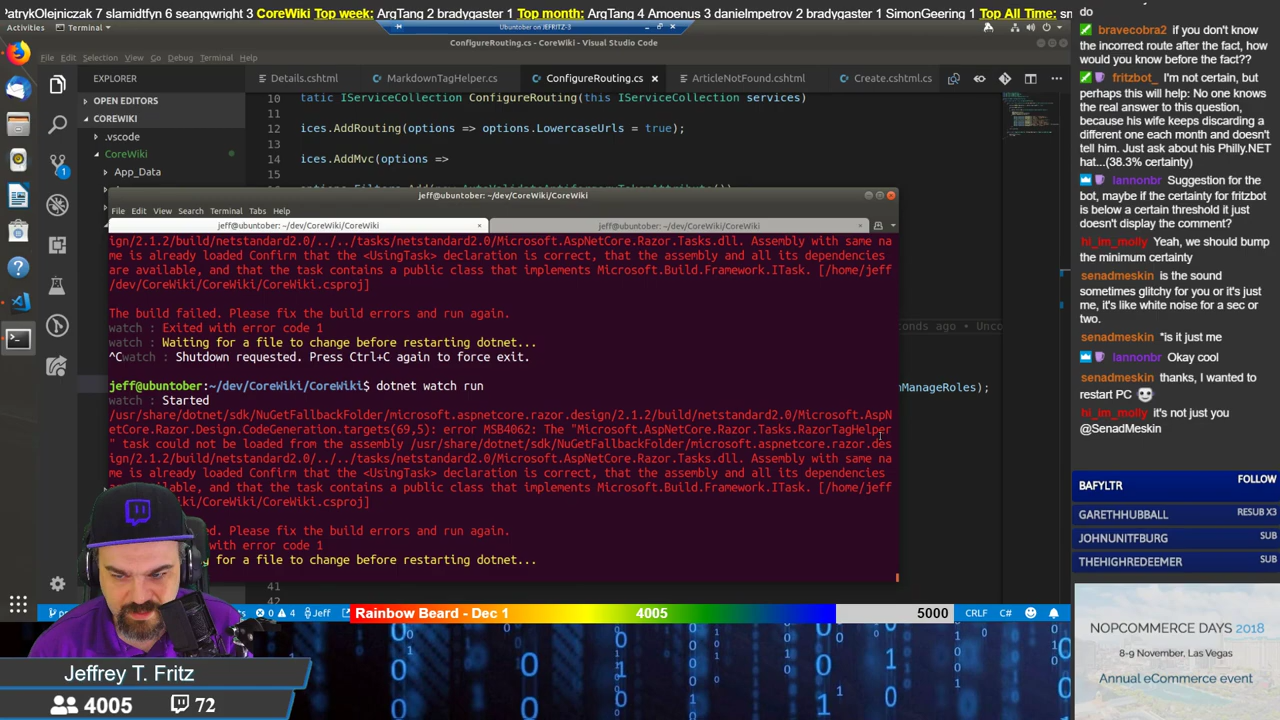 atrykOlejniczak 7 slamidtfyn 6 seangwright 3 CoreWiki Top week: ArqTang 2 bradygaster 1 Top month: ArqTang 4 Amoenus 3 danielmpetrov 2 bradygaster 1 SimonGeering 1 Top All Time: sn
Activities
Terminal
Ubuntober on JEFRITZ-3
ConfigureRouting.cs - CoreWiki - Visual Studio Code
File Edit Selection View Go Debug Terminal Help
EXPLORER
Details.cshtml
MarkdownTagHelper.cs
ConfigureRouting.cs
ArticleNotFound.cshtml
Create.cshtml.cs
OPEN EDITORS
COREWIKI
.vscode
CoreWiki
App_Data
10 tatic IServiceCollection ConfigureRouting(this IServiceCollection services)
11
12 ices.AddRouting(options => options.LowercaseUrls = true);
13
14 ices.AddMvc(options =>
jeff@ubuntober: ~/dev/CoreWiki/CoreWiki
File Edit View Search Terminal Tabs Help
jeff@ubuntober: ~/dev/CoreWiki/CoreWiki
jeff@ubuntober: ~/dev/CoreWiki/CoreWiki
ign/2.1.2/build/netstandard2.0/../../tasks/netstandard2.0/Microsoft.AspNetCore.Razor.Tasks.dll. Assembly with same na
me is already loaded Confirm that the <UsingTask> declaration is correct, that the assembly and all its dependencies
are available, and that the task contains a public class that implements Microsoft.Build.Framework.ITask. [/home/jeff
/dev/CoreWiki/CoreWiki/CoreWiki.csproj]
The build failed. Please fix the build errors and run again.
watch : Exited with error code 1
watch : Waiting for a file to change before restarting dotnet...
^Cwatch : Shutdown requested. Press Ctrl+C again to force exit.
jeff@ubuntober:~/dev/CoreWiki/CoreWiki$ dotnet watch run
watch : Started
/usr/share/dotnet/sdk/NuGetFallbackFolder/microsoft.aspnetcore.razor.design/2.1.2/build/netstandard2.0/Microsoft.AspN
etCore.Razor.Design.CodeGeneration.targets(69,5): error MSB4062: The "Microsoft.AspNetCore.Razor.Tasks.RazorTagHelper
" task could not be loaded from the assembly /usr/share/dotnet/sdk/NuGetFallbackFolder/microsoft.aspnetcore.razor.des
ign/2.1.2/build/netstandard2.0/../../tasks/netstandard2.0/Microsoft.AspNetCore.Razor.Tasks.dll. Assembly with same na
me is already loaded Confirm that the <UsingTask> declaration is correct, that the assembly and all its dependencies
ailable, and that the task contains a public class that implements Microsoft.Build.Framework.ITask. [/home/jeff
Wiki/CoreWiki/CoreWiki.csproj]
ed. Please fix the build errors and run again.
with error code 1
g for a file to change before restarting dotnet...
nManageRoles);
41
42
0 4
Jeff
Rainbow Beard - Dec 1 4005 5000
CRLF C#
Jeffrey T. Fritz
4005 72
do
bravecobra2 if you don't know
the incorrect route after the fact, how
would you know before the fact??
fritzbot_ I'm not certain, but
perhaps this will help: No one knows
the real answer to this question,
because his wife keeps discarding a
different one each month and doesn't
tell him. Just ask about his Philly.NET
hat...(38.3% certainty)
lannonbr Suggestion for the
bot, maybe if the certainty for fritzbot
is below a certain threshold it just
doesn't display the comment?
hi_im_molly Yeah, we should bump
the minimum certainty
senadmeskin is the sound
sometimes glitchy for you or it's just
me, it's like white noise for a sec or
two.
senadmeskin *is it just me
lannonbr Okay cool
senadmeskin thanks, I wanted to
restart PC
hi_im_molly it's not just you
@SenadMeskin
BAFYLTR FOLLOW
GARETHHUBBALL RESUB X3
JOHNUNITFBURG SUB
THEHIGHREDEEMER SUB
NOPCOMMERCE DAYS 2018
8-9 November, Las Vegas
Annual eCommerce event